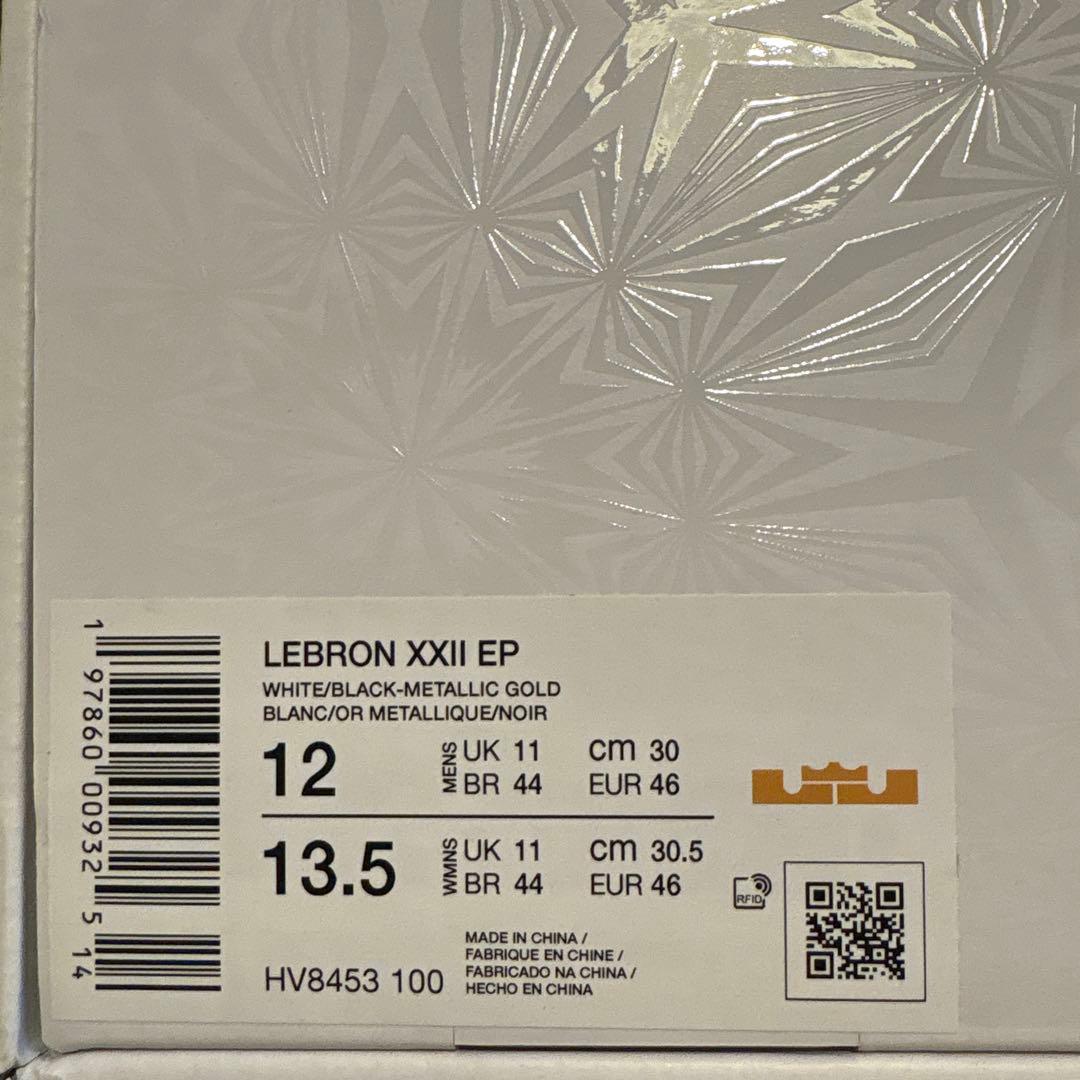 LEBRON XXII EP
WHITE/BLACK-METALLIC GOLD
BLANC/OR METALLIQUE/NOIR
12 MENS UK 11 cm 30
BR 44 EUR 46
13.5 WMNS UK 11 cm 30.5
BR 44 EUR 46
RFID
HV8453 100
MADE IN CHINA /
FABRIQUE EN CHINE /
FABRICADO NA CHINA /
HECHO EN CHINA
1 97860 00932 5 14